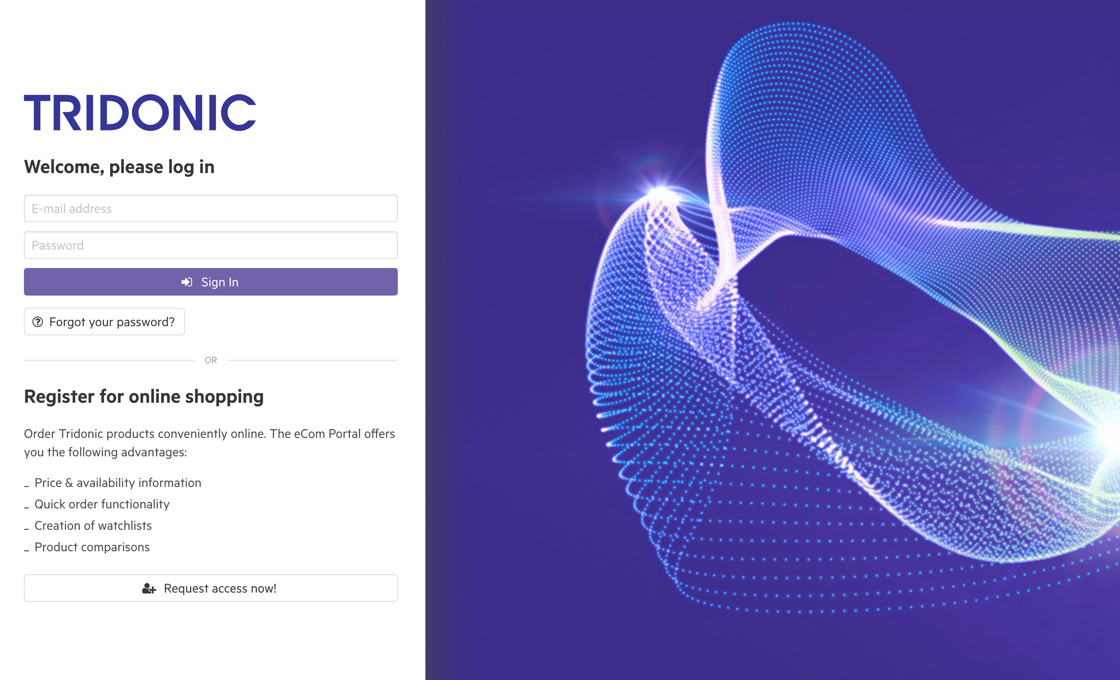 TRIDONIC
Welcome, please log in
E-mail address
Password
Sign In
Forgot your password?
OR
Register for online shopping
Order Tridonic products conveniently online. The eCom Portal offers
you the following advantages:
Price & availability information
Quick order functionality
Creation of watchlists
Product comparisons
Request access now!